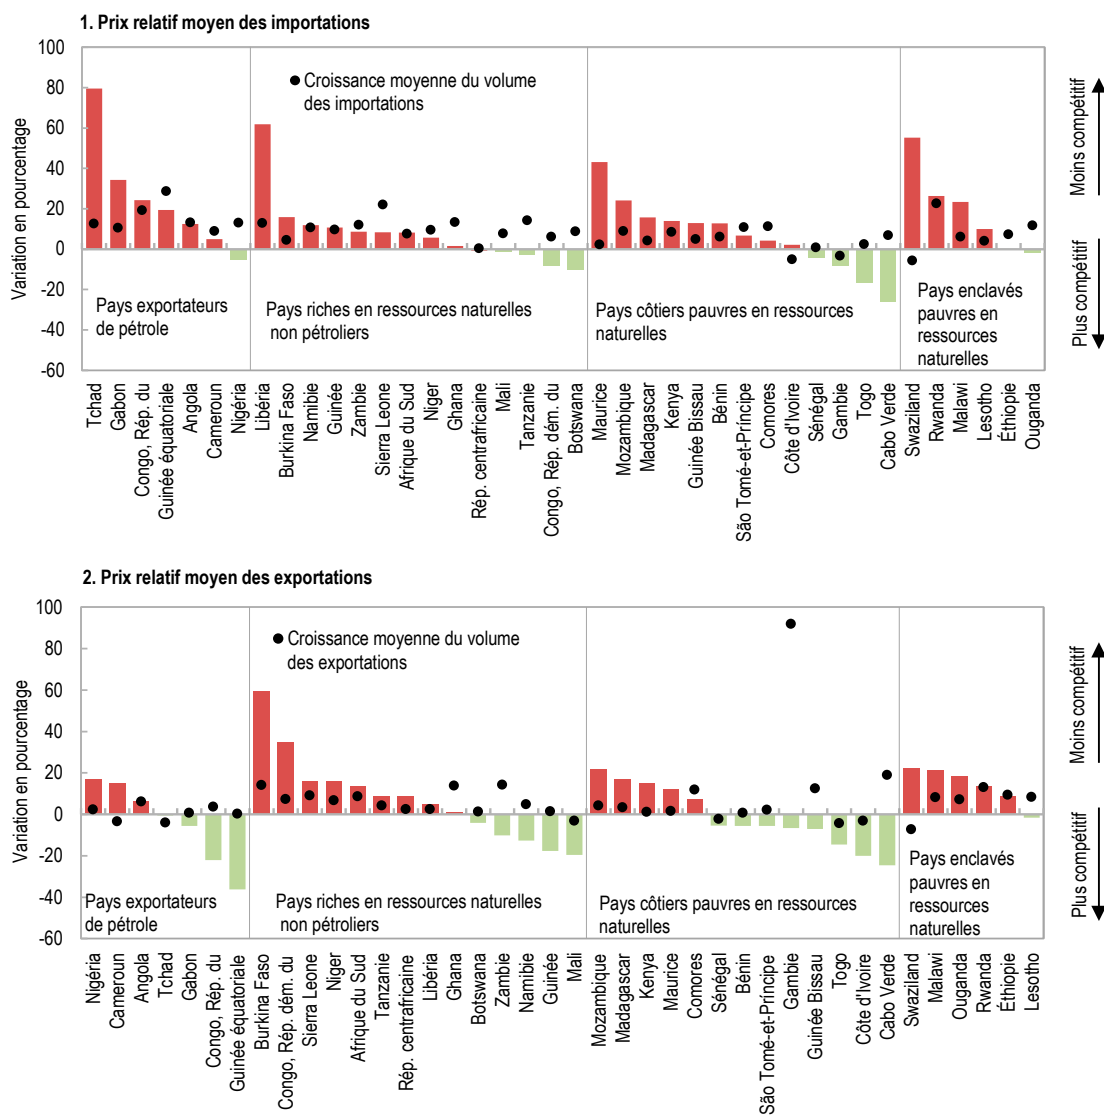 1. Prix relatif moyen des importations
100
80
60
40
20
0
-20
-40
-60
Variation en pourcentage
Croissance moyenne du volume
des importations
Pays exportateurs
de pétrole
Pays riches en ressources naturelles
non pétroliers
Pays côtiers pauvres en ressources
naturelles
Pays enclavés
pauvres en
ressources
naturelles
Moins compétitif
Plus compétitif
Tchad
Gabon
Congo, Rép. du
Guinée équatoriale
Angola
Cameroun
Nigéria
Libéria
Burkina Faso
Namibie
Guinée
Zambie
Sierra Leone
Afrique du Sud
Niger
Ghana
Rép. centrafricaine
Mali
Tanzanie
Congo, Rép. dém. du
Botswana
Maurice
Mozambique
Madagascar
Kenya
Guinée Bissau
Bénin
São Tomé-et-Príncipe
Comores
Côte d'Ivoire
Sénégal
Gambie
Togo
Cabo Verde
Swaziland
Rwanda
Malawi
Lesotho
Éthiopie
Ouganda
2. Prix relatif moyen des exportations
100
80
60
40
20
0
-20
-40
-60
Variation en pourcentage
Croissance moyenne du volume
des exportations
Pays exportateurs
de pétrole
Pays riches en ressources naturelles
non pétroliers
Pays côtiers pauvres en ressources
naturelles
Pays enclavés
pauvres en
ressources
naturelles
Moins compétitif
Plus compétitif
Nigéria
Cameroun
Angola
Tchad
Gabon
Congo, Rép. du
Guinée équatoriale
Burkina Faso
Congo, Rép. dém. du
Sierra Leone
Niger
Afrique du Sud
Tanzanie
Rép. centrafricaine
Libéria
Ghana
Botswana
Zambie
Namibie
Guinée
Mali
Mozambique
Madagascar
Kenya
Maurice
Comores
Sénégal
Bénin
São Tomé-et-Príncipe
Gambie
Guinée Bissau
Togo
Côte d'Ivoire
Cabo Verde
Swaziland
Malawi
Ouganda
Rwanda
Éthiopie
Lesotho